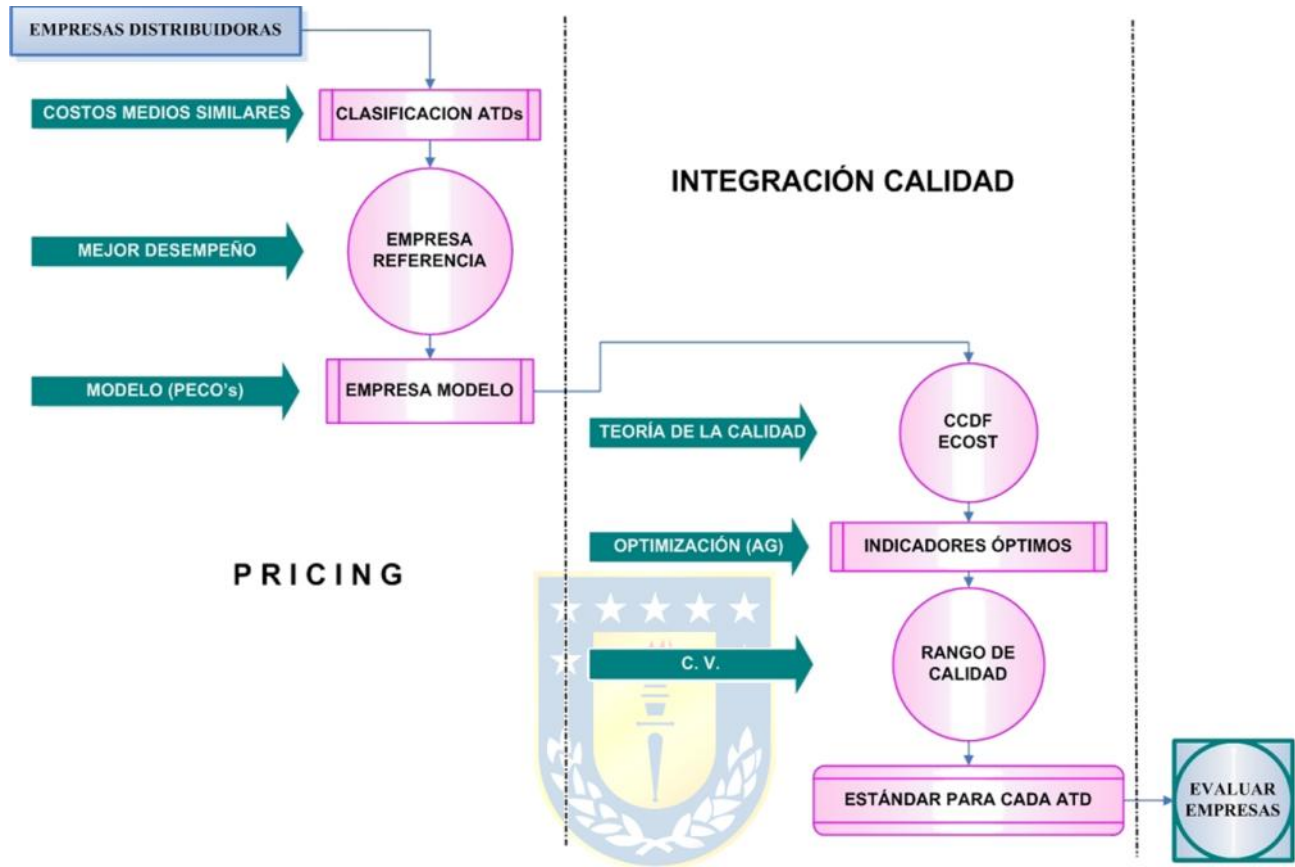 EMPRESAS DISTRIBUIDORAS
COSTOS MEDIOS SIMILARES
CLASIFICACION ATDs
INTEGRACIÓN CALIDAD
MEJOR DESEMPEÑO
EMPRESA
REFERENCIA
MODELO (PECO's)
EMPRESA MODELO
TEORÍA DE LA CALIDAD
CCDF
ECOST
OPTIMIZACIÓN (AG)
INDICADORES ÓPTIMOS
PRICING
C. V.
RANGO DE
CALIDAD
ESTÁNDAR PARA CADA ATD
EVALUAR
EMPRESAS